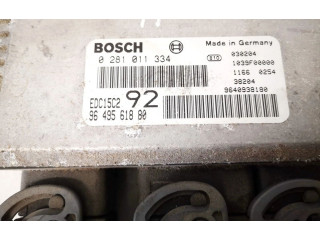 BOSCH
0 281 011 334
EDC15C2 92
96 495 618 80
Made in Germany
030204
1039F00000
1166 0254
38204
9640938180